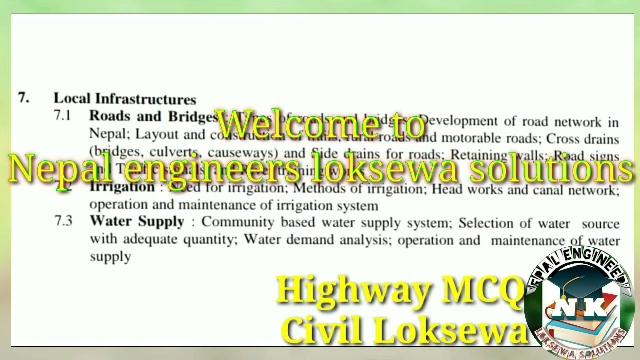 7. Local Infrastructures
7.1 Roads and Bridges Development of road network in
Nepal; Layout and and motorable roads; Cross drains
Welcome to
(bridges, culverts, causeways) and Side drains for roads; Retaining walls; Road signs
Nepal engineers loksewa solutions
Irrigation : Need for irrigation; Methods of irrigation; Head works and canal network;
operation and maintenance of irrigation system
7.3 Water Supply : Community based water supply system; Selection of water source
with adequate quantity; Water demand analysis; operation and maintenance of water
supply
Highway MCQ
Civil Loksewa
NEPAL ENGINEER
NK
LOKSEWA SOLUTIONS